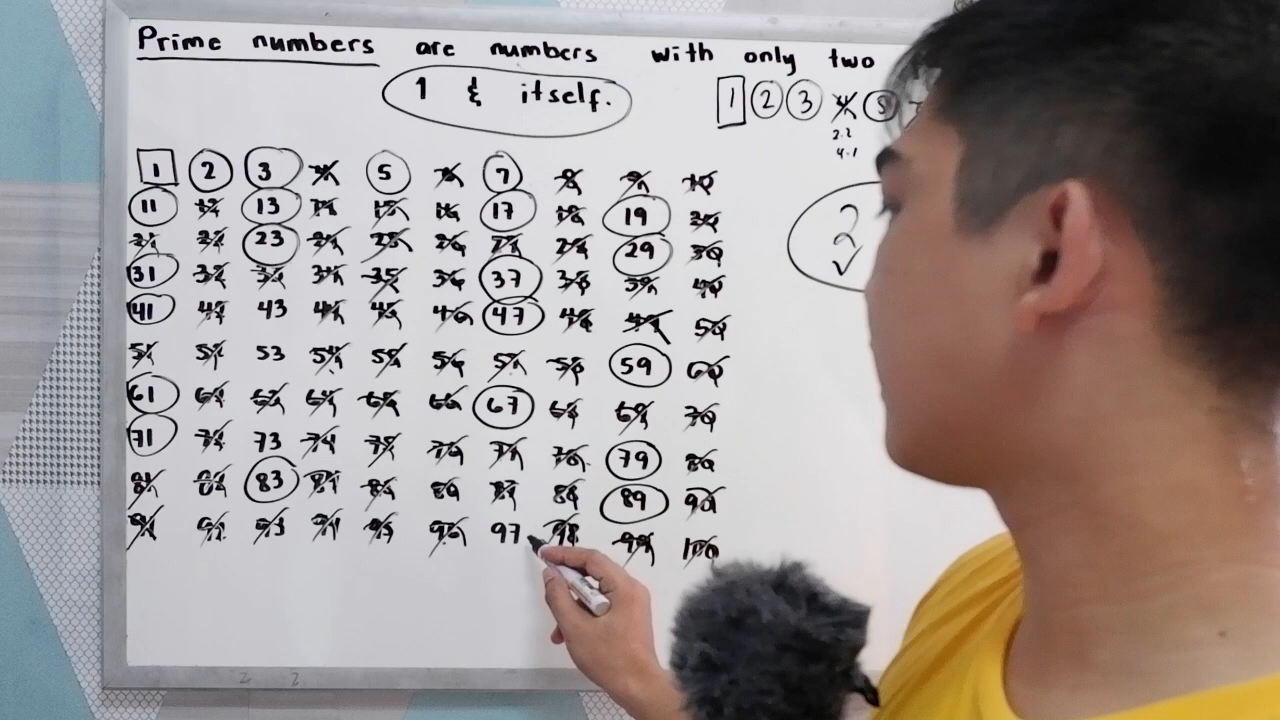 Prime numbers are numbers with only two
1 & itself.
1 2 3 4 5
2·2
4·1
2
1 2 3 4 5 6 7 8 9 10
11 12 13 14 15 16 17 18 19 20
21 22 23 24 25 26 27 28 29 30
31 32 33 34 35 36 37 38 39 40
41 42 43 44 45 46 47 48 49 50
51 52 53 54 55 56 57 58 59 60
61 62 63 64 65 66 67 68 69 70
71 72 73 74 75 76 77 78 79 80
81 82 83 84 85 86 87 88 89 90
91 92 93 94 95 96 97 98 99 100